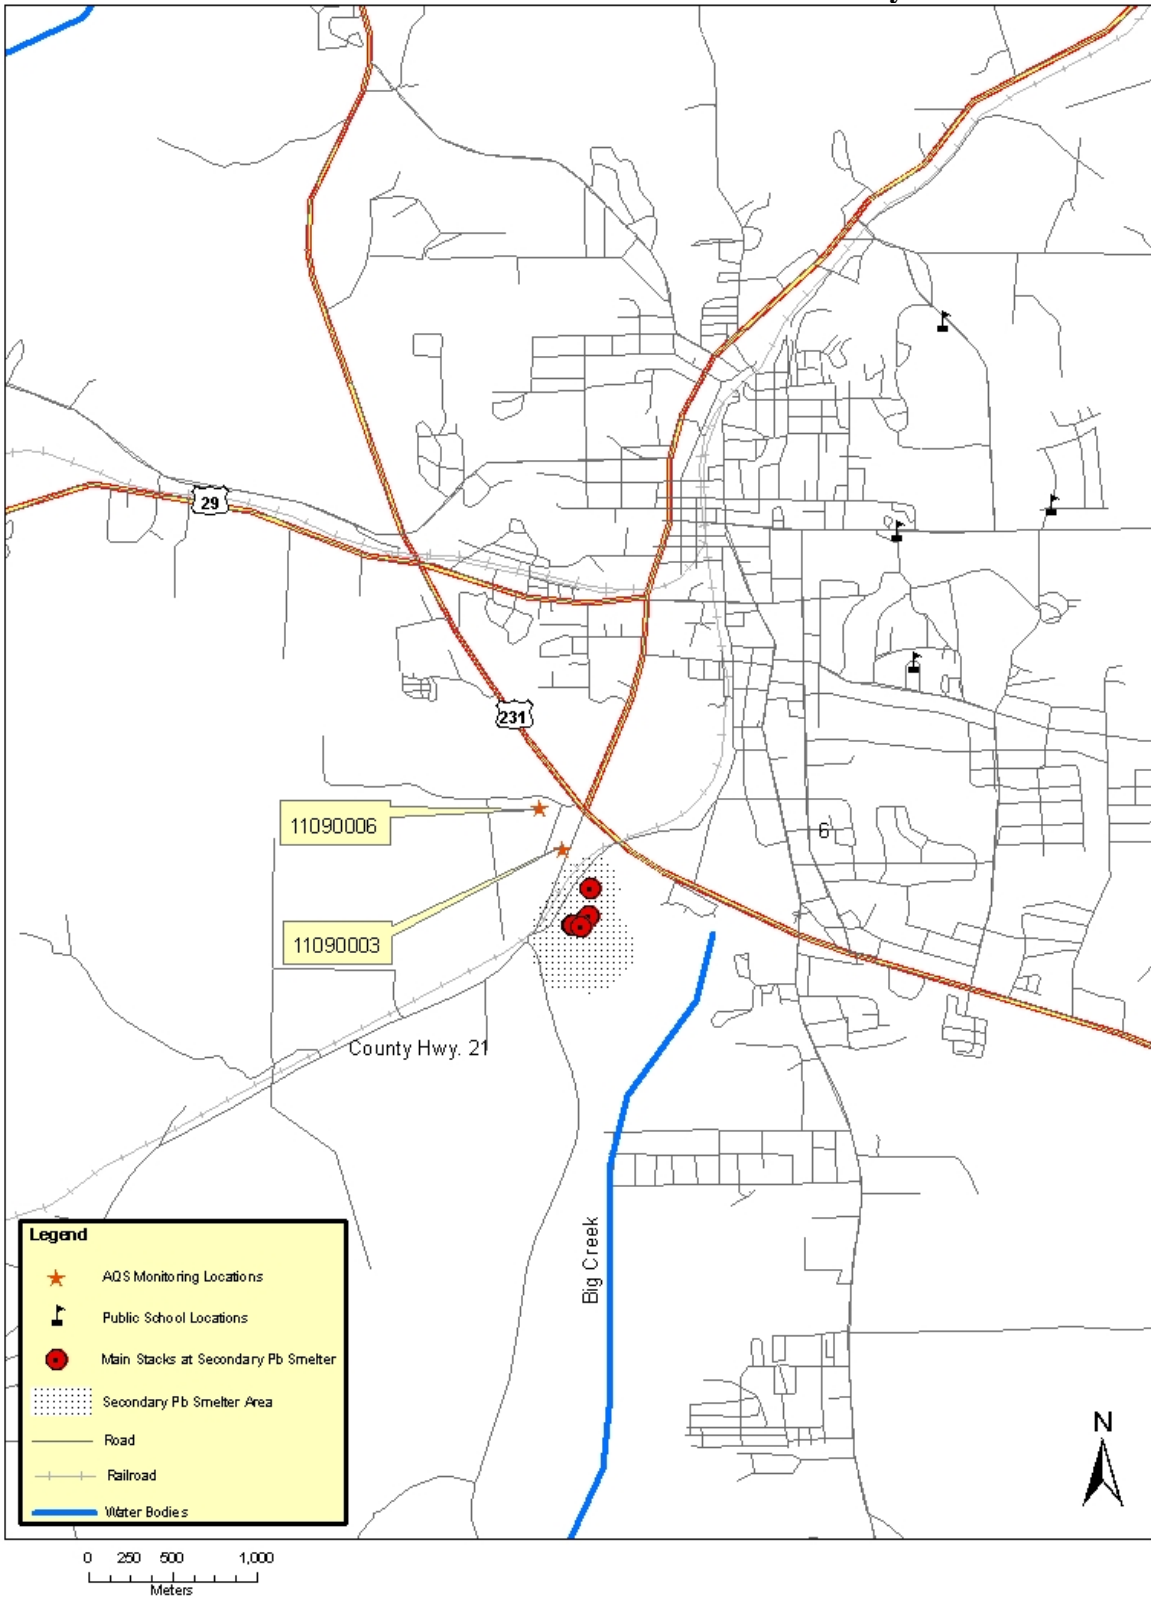 29
231
11090006
6
11090003
County Hwy. 21
Big Creek
Legend
AQS Monitoring Locations
Public School Locations
Main Stacks at Secondary Pb Smelter
Secondary Pb Smelter Area
Road
Railroad
Water Bodies
N
0 250 500 1,000
Meters